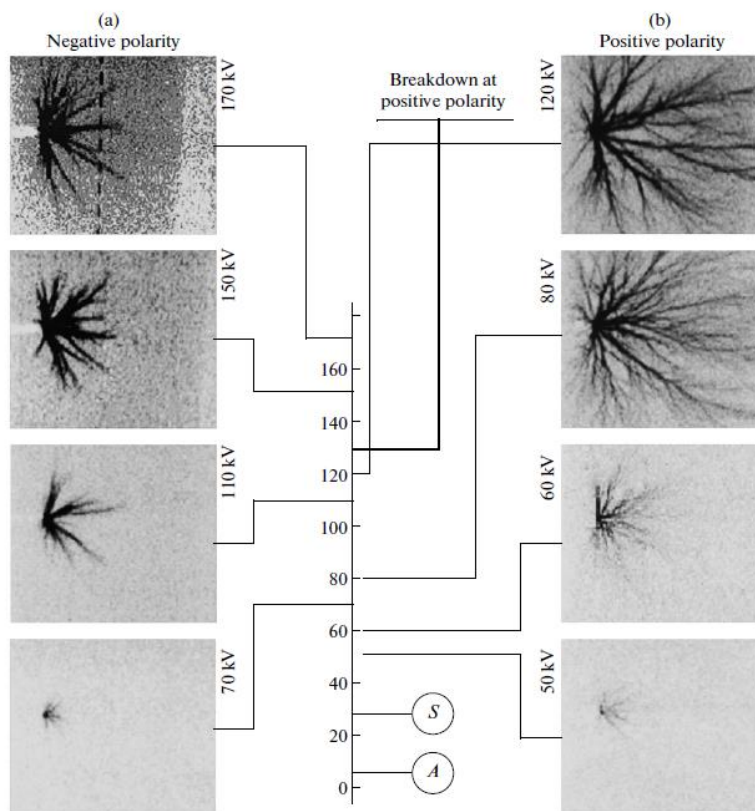 (a)
Negative polarity
(b)
Positive polarity
170 kV
Breakdown at
positive polarity
120 kV
150 kV
80 kV
160
140
110 kV
120
60 kV
100
80
70 kV
60
50 kV
40
S
20
A
0